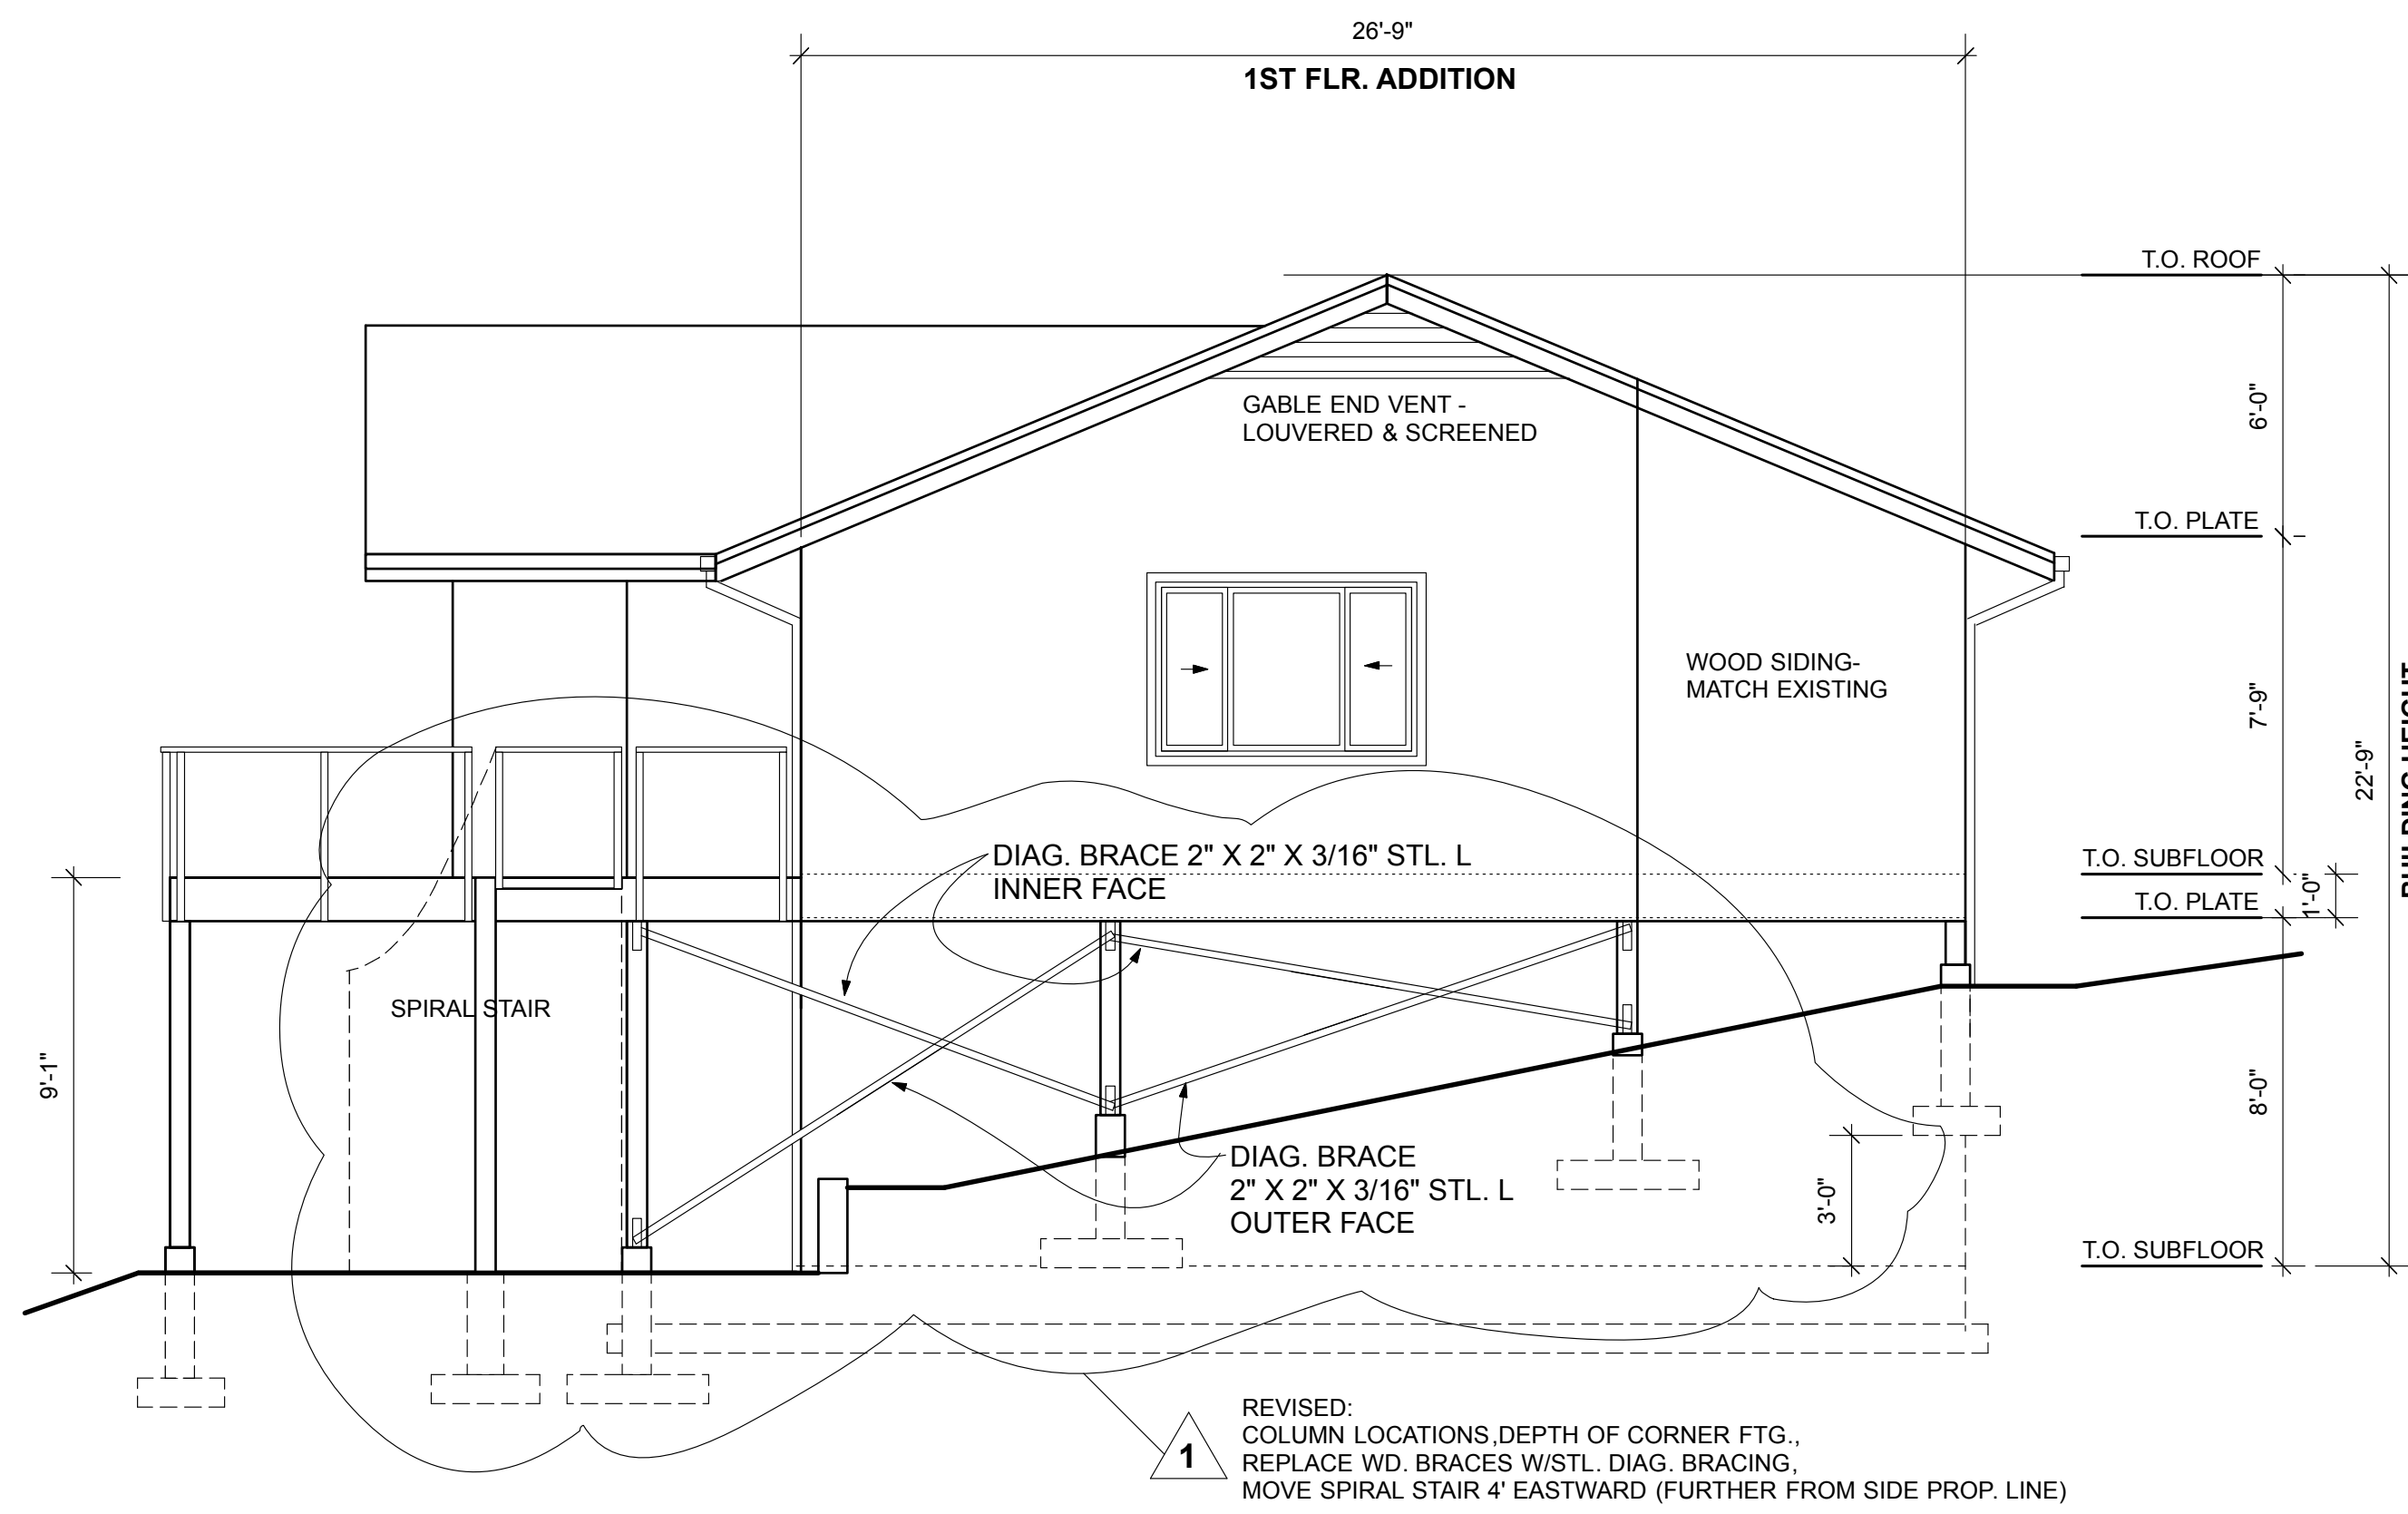 26'-9"
1ST FLR. ADDITION
T.O. ROOF
6'-0"
GABLE END VENT -
LOUVERED & SCREENED
T.O. PLATE
WOOD SIDING-
MATCH EXISTING
7'-9"
22'-9"
BUILDING HEIGHT
DIAG. BRACE 2" X 2" X 3/16" STL. L
INNER FACE
T.O. SUBFLOOR
1'-0"
T.O. PLATE
SPIRAL STAIR
9'-1"
8'-0"
DIAG. BRACE
2" X 2" X 3/16" STL. L
OUTER FACE
3'-0"
T.O. SUBFLOOR
1
REVISED:
COLUMN LOCATIONS,DEPTH OF CORNER FTG.,
REPLACE WD. BRACES W/STL. DIAG. BRACING,
MOVE SPIRAL STAIR 4' EASTWARD (FURTHER FROM SIDE PROP. LINE)